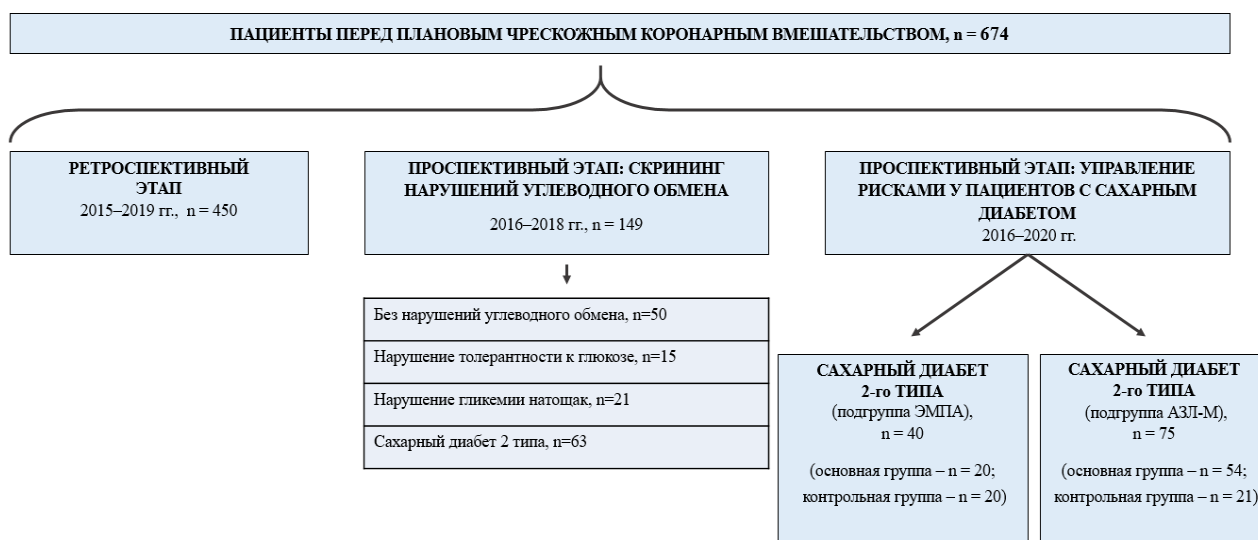 ПАЦИЕНТЫ ПЕРЕД ПЛАНОВЫМ ЧРЕСКОЖНЫМ КОРОНАРНЫМ ВМЕШАТЕЛЬСТВОМ, n = 674
РЕТРОСПЕКТИВНЫЙ
ЭТАП
2015–2019 гг., n = 450
ПРОСПЕКТИВНЫЙ ЭТАП: СКРИНИНГ
НАРУШЕНИЙ УГЛЕВОДНОГО ОБМЕНА
2016–2018 гг., n = 149
ПРОСПЕКТИВНЫЙ ЭТАП: УПРАВЛЕНИЕ
РИСКАМИ У ПАЦИЕНТОВ С САХАРНЫМ
ДИАБЕТОМ
2016–2020 гг.
Без нарушений углеводного обмена, n=50
Нарушение толерантности к глюкозе, n=15
Нарушение гликемии натощак, n=21
Сахарный диабет 2 типа, n=63
САХАРНЫЙ ДИАБЕТ
2-го ТИПА
(подгруппа ЭМПА),
n = 40
(основная группа – n = 20;
контрольная группа – n = 20)
САХАРНЫЙ ДИАБЕТ
2-го ТИПА
(подгруппа АЗЛ-М),
n = 75
(основная группа – n = 54;
контрольная группа – n = 21)